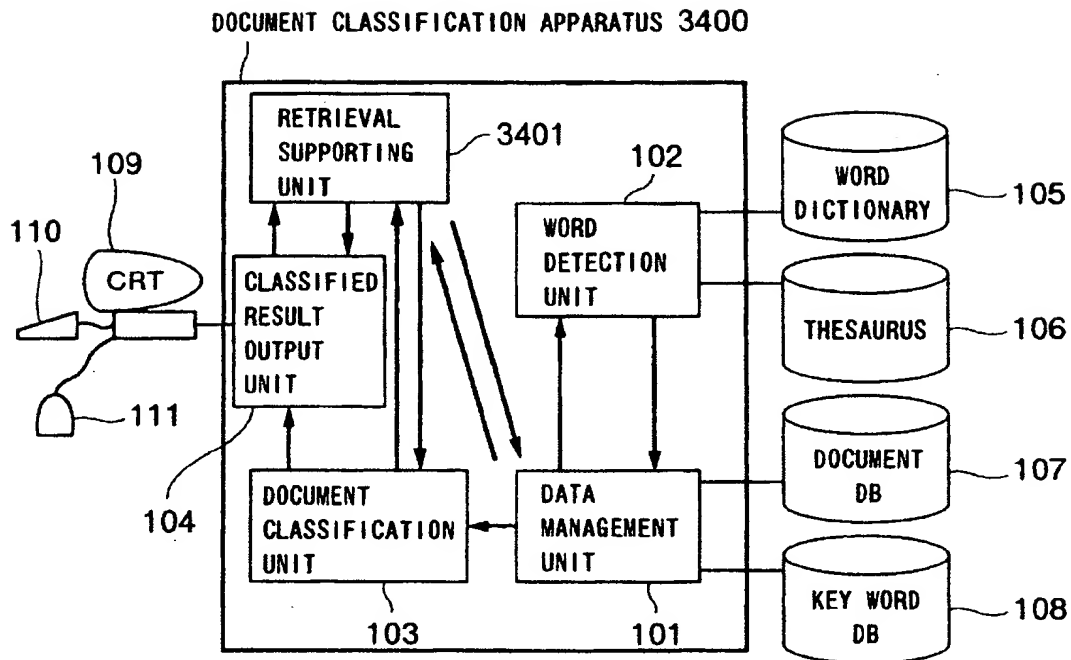 DOCUMENT CLASSIFICATION APPARATUS 3400
RETRIEVAL
SUPPORTING
UNIT
3401
109
110
CRT
111
CLASSIFIED
RESULT
OUTPUT
UNIT
104
102
WORD
DETECTION
UNIT
WORD
DICTIONARY
105
THESAURUS
106
DOCUMENT
CLASSIFICATION
UNIT
103
DATA
MANAGEMENT
UNIT
101
DOCUMENT
DB
107
KEY WORD
DB
108